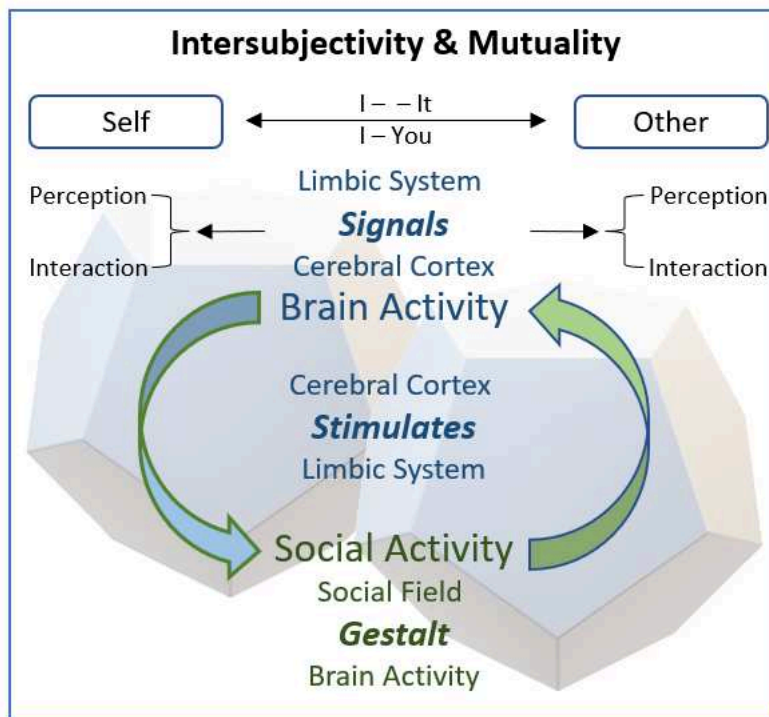 Intersubjectivity & Mutuality
Self
I – – It
I – You
Other
Limbic System
Perception
Signals
Perception
Interaction
Cerebral Cortex
Interaction
Brain Activity
Cerebral Cortex
Stimulates
Limbic System
Social Activity
Social Field
Gestalt
Brain Activity